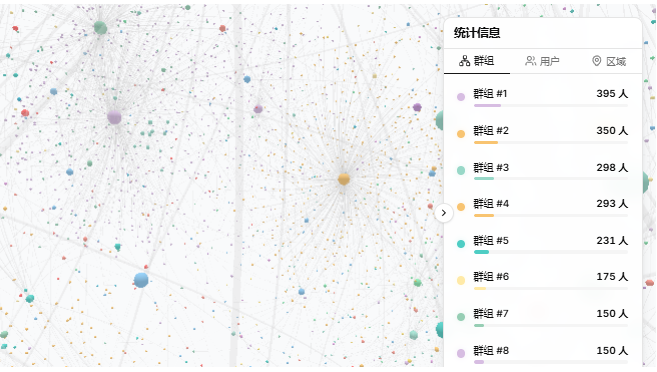 统计信息
群组 用户 区域
群组 #1 395 人
群组 #2 350 人
群组 #3 298 人
群组 #4 293 人
群组 #5 231 人
群组 #6 175 人
群组 #7 150 人
群组 #8 150 人